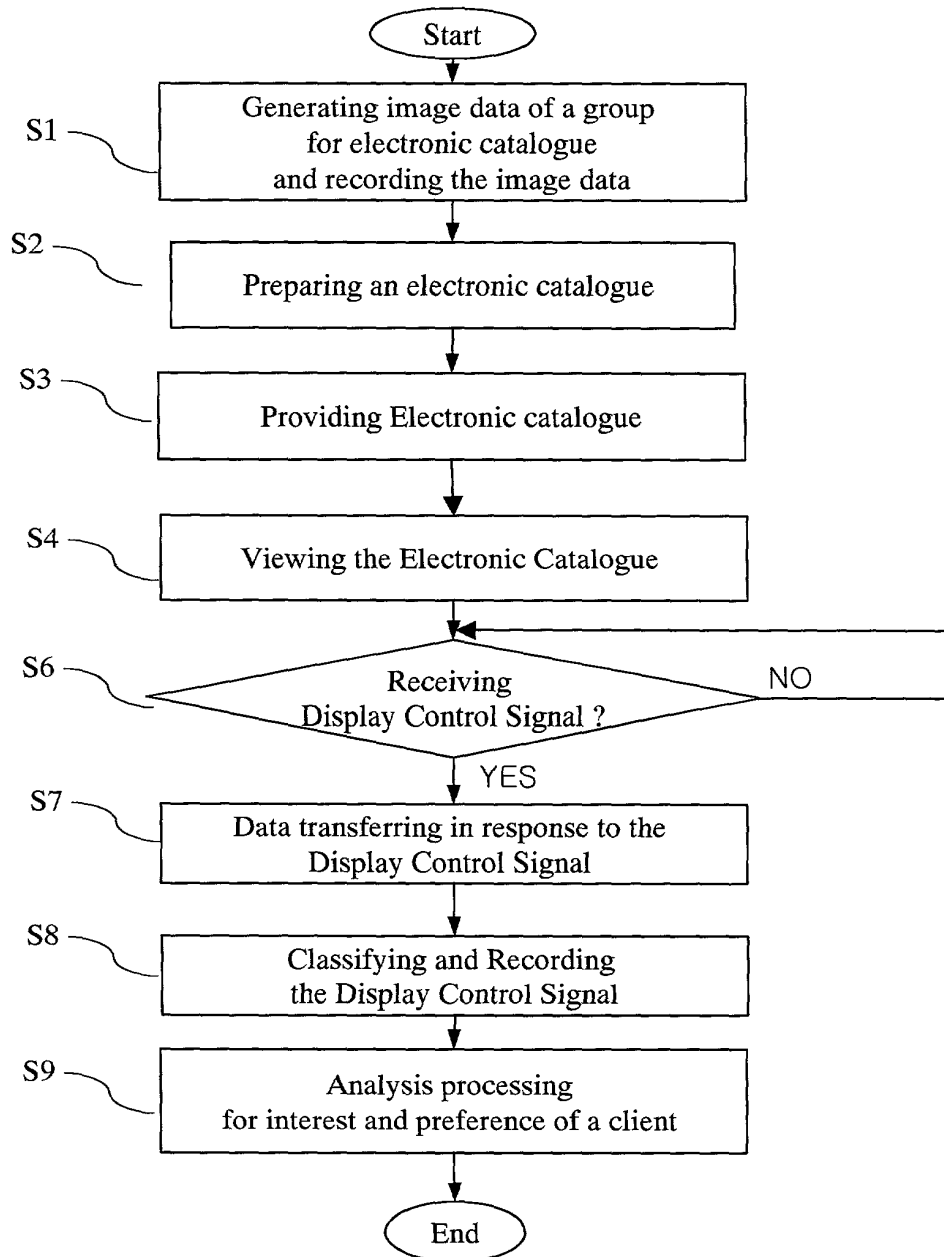 Start
S1
Generating image data of a group
for electronic catalogue
and recording the image data
S2
Preparing an electronic catalogue
S3
Providing Electronic catalogue
S4
Viewing the Electronic Catalogue
S6
Receiving
Display Control Signal ?
NO
YES
S7
Data transferring in response to the
Display Control Signal
S8
Classifying and Recording
the Display Control Signal
S9
Analysis processing
for interest and preference of a client
End